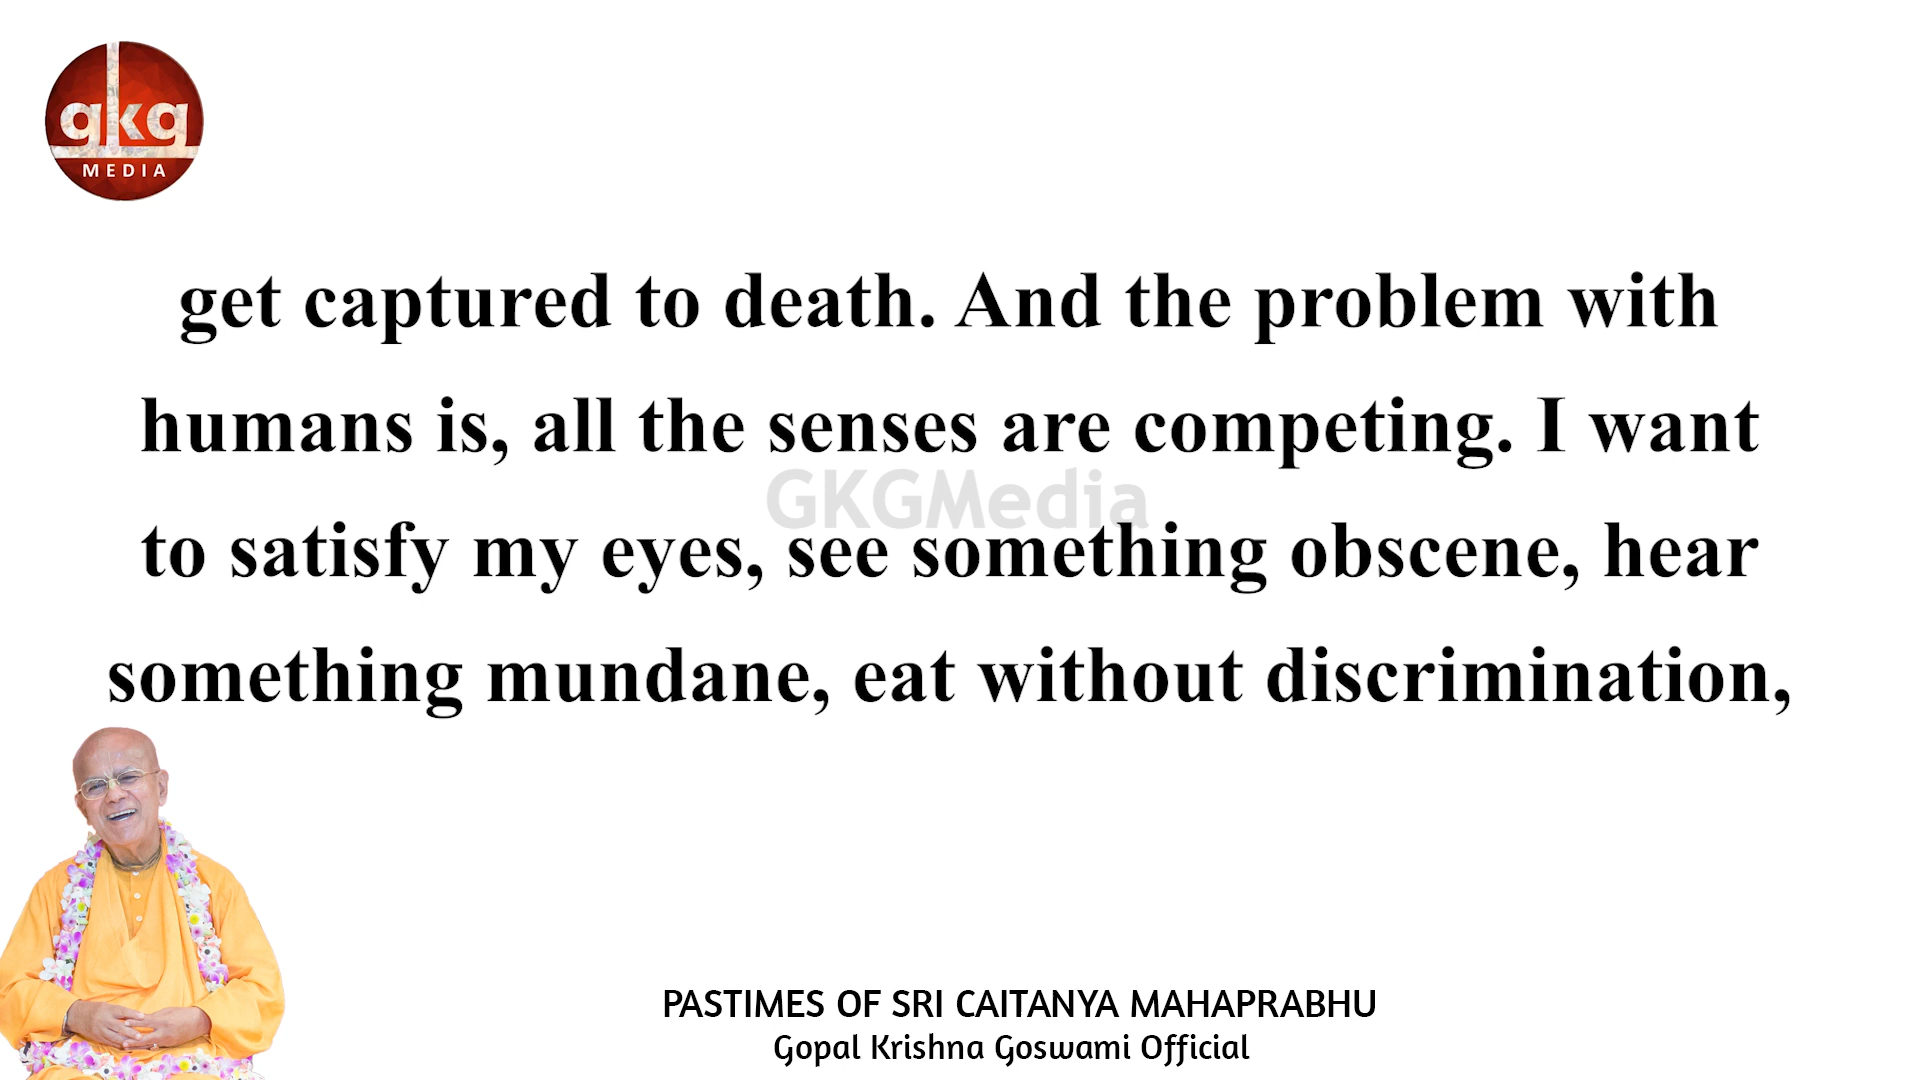 gkg
MEDIA
get captured to death. And the problem with
humans is, all the senses are competing. I want
GKGMedia
to satisfy my eyes, see something obscene, hear
something mundane, eat without discrimination,
PASTIMES OF SRI CAITANYA MAHAPRABHU
Gopal Krishna Goswami Official